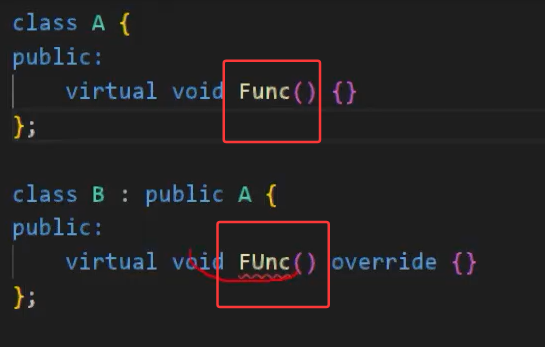 class A {
public:
    virtual void Func() {}
};
class B : public A {
public:
    virtual void FUnc() override {}
};